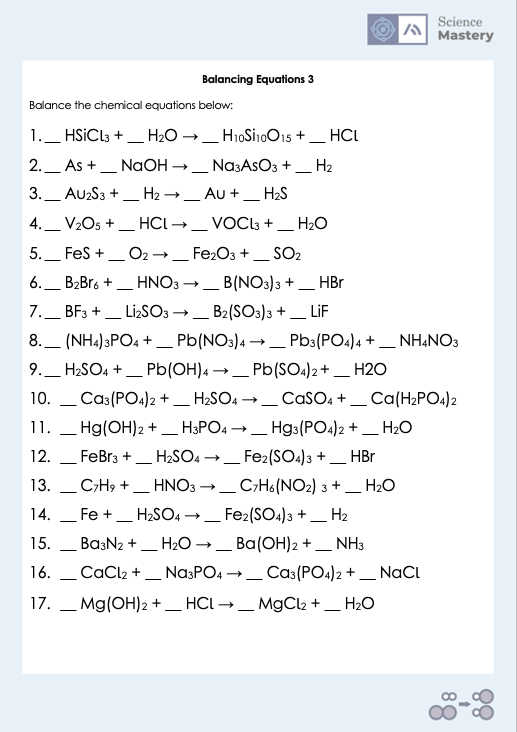 Science
Mastery
Balancing Equations 3
Balance the chemical equations below:
1. __ HSiCl₃ + __ H₂O → __ H₁₀Si₁₀O₁₅ + __ HCl
2. __ As + __ NaOH → __ Na₃AsO₃ + __ H₂
3. __ Au₂S₃ + __ H₂ → __ Au + __ H₂S
4. __ V₂O₅ + __ HCl → __ VOCl₃ + __ H₂O
5. __ FeS + __ O₂ → __ Fe₂O₃ + __ SO₂
6. __ B₂Br₆ + __ HNO₃ → __ B(NO₃)₃ + __ HBr
7. __ BF₃ + __ Li₂SO₃ → __ B₂(SO₃)₃ + __ LiF
8. __ (NH₄)₃PO₄ + __ Pb(NO₃)₄ → __ Pb₃(PO₄)₄ + __ NH₄NO₃
9. __ H₂SO₄ + __ Pb(OH)₄ → __ Pb(SO₄)₂ + __ H2O
10. __ Ca₃(PO₄)₂ + __ H₂SO₄ → __ CaSO₄ + __ Ca(H₂PO₄)₂
11. __ Hg(OH)₂ + __ H₃PO₄ → __ Hg₃(PO₄)₂ + __ H₂O
12. __ FeBr₃ + __ H₂SO₄ → __ Fe₂(SO₄)₃ + __ HBr
13. __ C₇H₉ + __ HNO₃ → __ C₇H₆(NO₂) ₃ + __ H₂O
14. __ Fe + __ H₂SO₄ → __ Fe₂(SO₄)₃ + __ H₂
15. __ Ba₃N₂ + __ H₂O → __ Ba(OH)₂ + __ NH₃
16. __ CaCl₂ + __ Na₃PO₄ → __ Ca₃(PO₄)₂ + __ NaCl
17. __ Mg(OH)₂ + __ HCl → __ MgCl₂ + __ H₂O